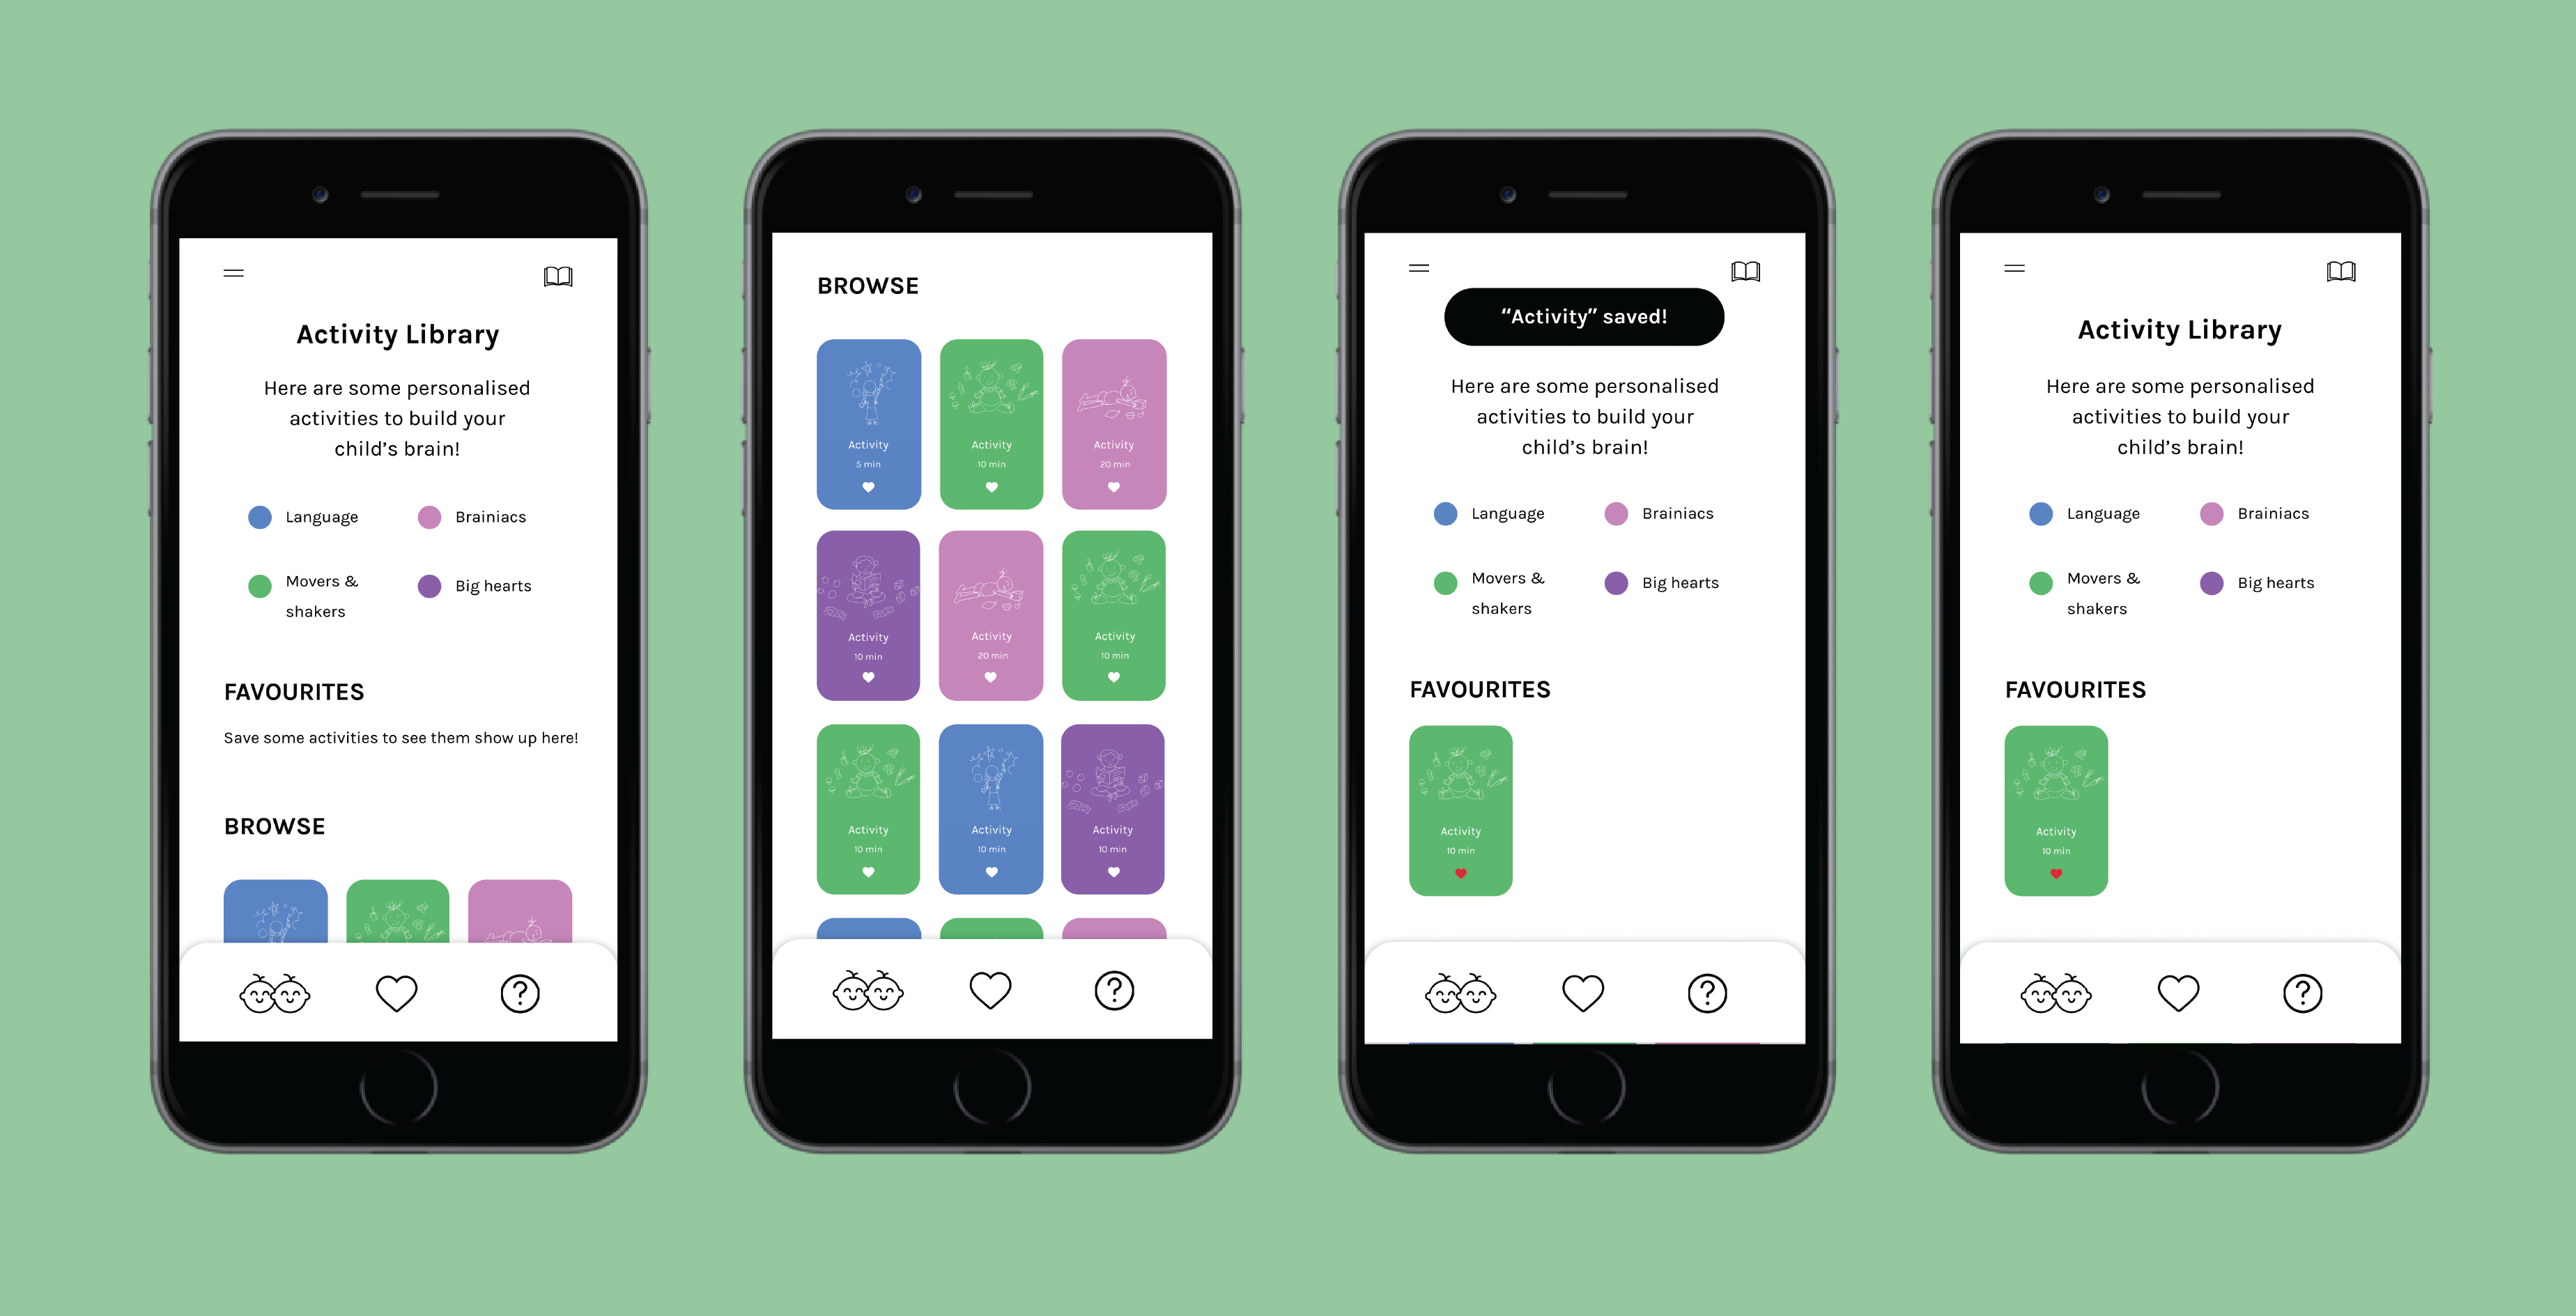 Activity Library
Here are some personalised
activities to build your
child's brain!
Language
Brainiacs
Movers &
shakers
Big hearts
FAVOURITES
Save some activities to see them show up here!
BROWSE
?
BROWSE
Activity
5 min
Activity
10 min
Activity
20 min
Activity
10 min
Activity
20 min
Activity
10 min
Activity
10 min
Activity
10 min
Activity
10 min
?
“Activity” saved!
Here are some personalised
activities to build your
child's brain!
Language
Brainiacs
Movers &
shakers
Big hearts
FAVOURITES
Activity
10 min
?
Activity Library
Here are some personalised
activities to build your
child's brain!
Language
Brainiacs
Movers &
shakers
Big hearts
FAVOURITES
Activity
10 min
?